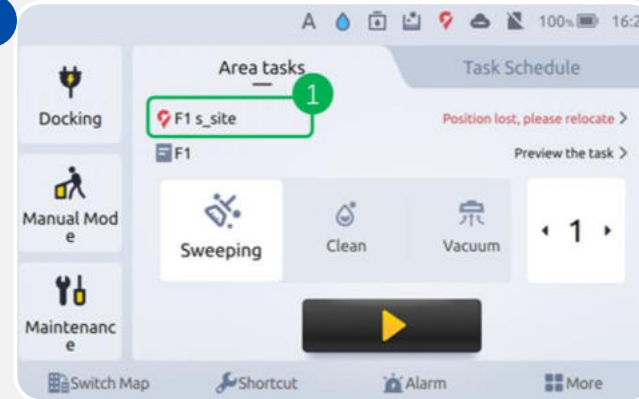 A 100% 16:2
Area tasks Task Schedule
1
Docking
F1 s_site Position lost, please relocate >
F1 Preview the task >
Manual Mod
e
Sweeping Clean Vacuum 1
Maintenanc
e
Switch Map Shortcut Alarm More